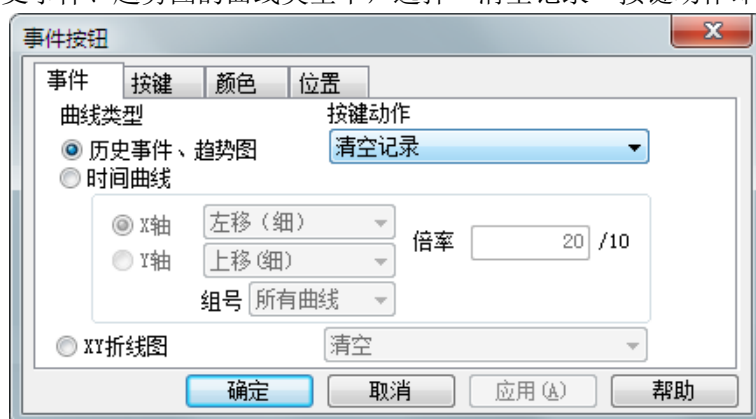 事件按钮
事件 按键 颜色 位置
曲线类型 按键动作
历史事件、趋势图 清空记录
时间曲线
X轴 左移（细） 倍率 20 /10
Y轴 上移(细)
组号 所有曲线
XY折线图 清空
确定 取消 应用(A) 帮助